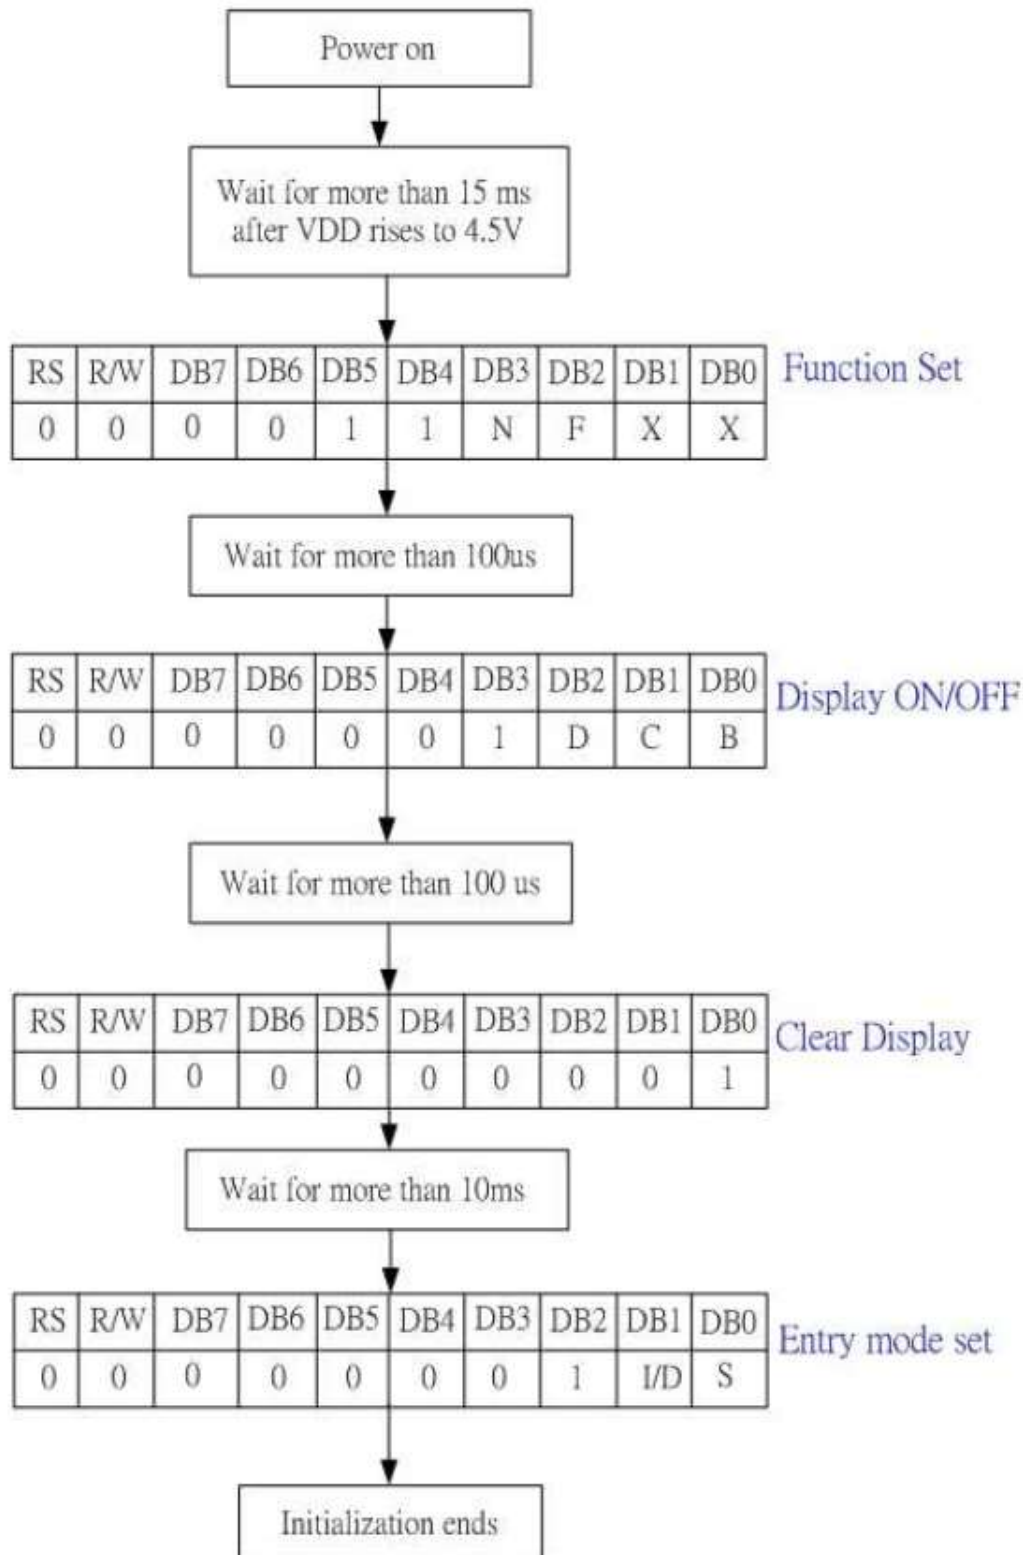 Power on
Wait for more than 15 ms
after VDD rises to 4.5V
RS R/W DB7 DB6 DB5 DB4 DB3 DB2 DB1 DB0 Function Set
0 0 0 0 1 1 N F X X
Wait for more than 100us
RS R/W DB7 DB6 DB5 DB4 DB3 DB2 DB1 DB0 Display ON/OFF
0 0 0 0 0 0 1 D C B
Wait for more than 100 us
RS R/W DB7 DB6 DB5 DB4 DB3 DB2 DB1 DB0 Clear Display
0 0 0 0 0 0 0 0 0 1
Wait for more than 10ms
RS R/W DB7 DB6 DB5 DB4 DB3 DB2 DB1 DB0 Entry mode set
0 0 0 0 0 0 0 1 I/D S
Initialization ends